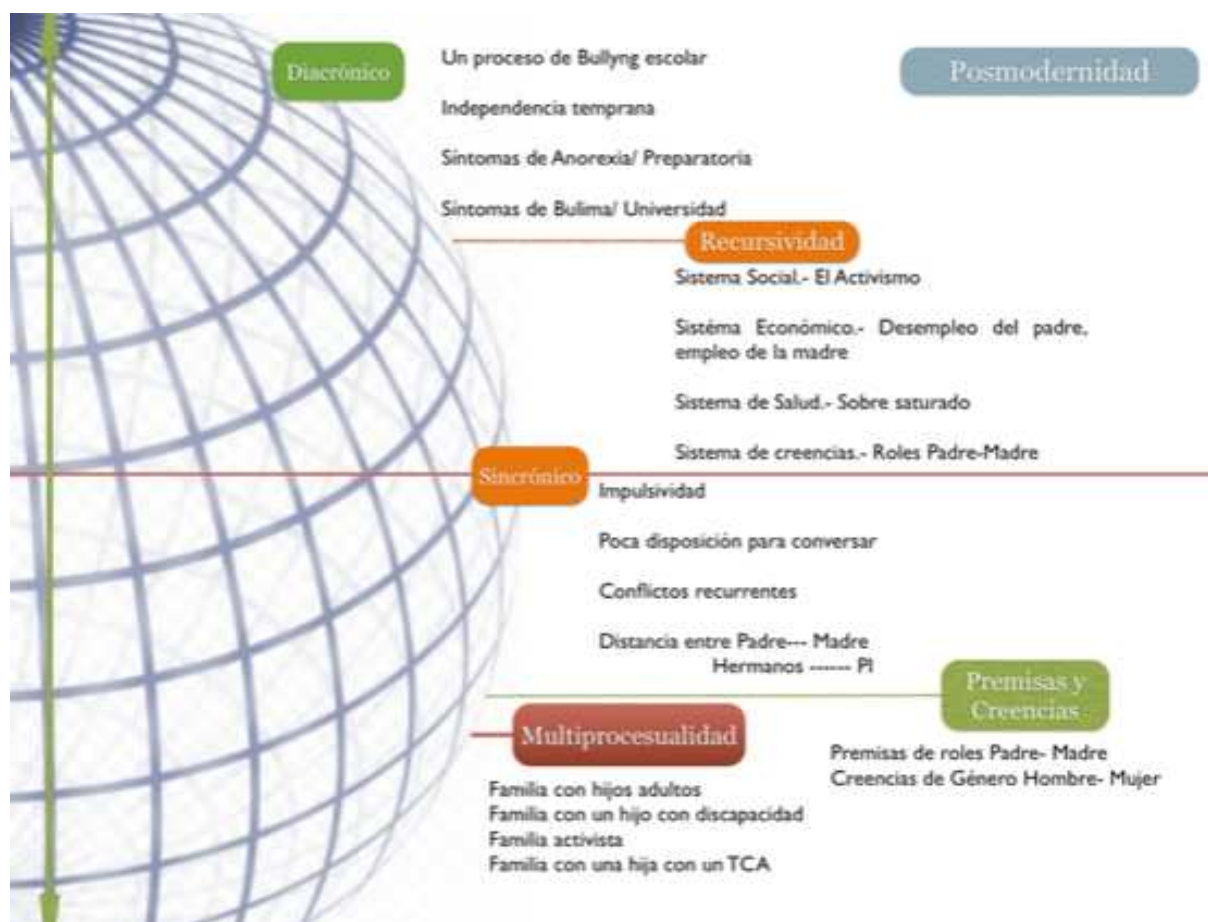 Diacrónico
Un proceso de Bullyng escolar
Posmodernidad
Independencia temprana
Síntomas de Anorexia/ Preparatoria
Síntomas de Bulima/ Universidad
Recursividad
Sistema Social.- El Activismo
Sistéma Económico.- Desempleo del padre,
empleo de la madre
Sistema de Salud.- Sobre saturado
Sistema de creencias.- Roles Padre-Madre
Sincrónico
Impulsividad
Poca disposición para conversar
Conflictos recurrentes
Distancia entre Padre--- Madre
Hermanos ------ PI
Premisas y
Creencias
Premisas de roles Padre- Madre
Creencias de Género Hombre- Mujer
Multiprocesualidad
Familia con hijos adultos
Familia con un hijo con discapacidad
Familia activista
Familia con una hija con un TCA